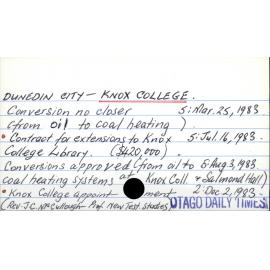 DUNEDIN CITY - KNOX COLLEGE.
Conversion no closer 5: Mar. 25, 1983
(from oil to coal heating)
• Contract for extensions to Knox 5: Jul. 16, 1983
College Library. ($420,000)
Conversions approved (from oil to 5: Aug 3, 1983
coal heating systems at Knox Coll. & Salmond Hall)
• Knox College appointment 2: Dec 2, 1983
(Rev. J.C. McCullough - Prof New Test Studies) OTAGO DAILY TIMES